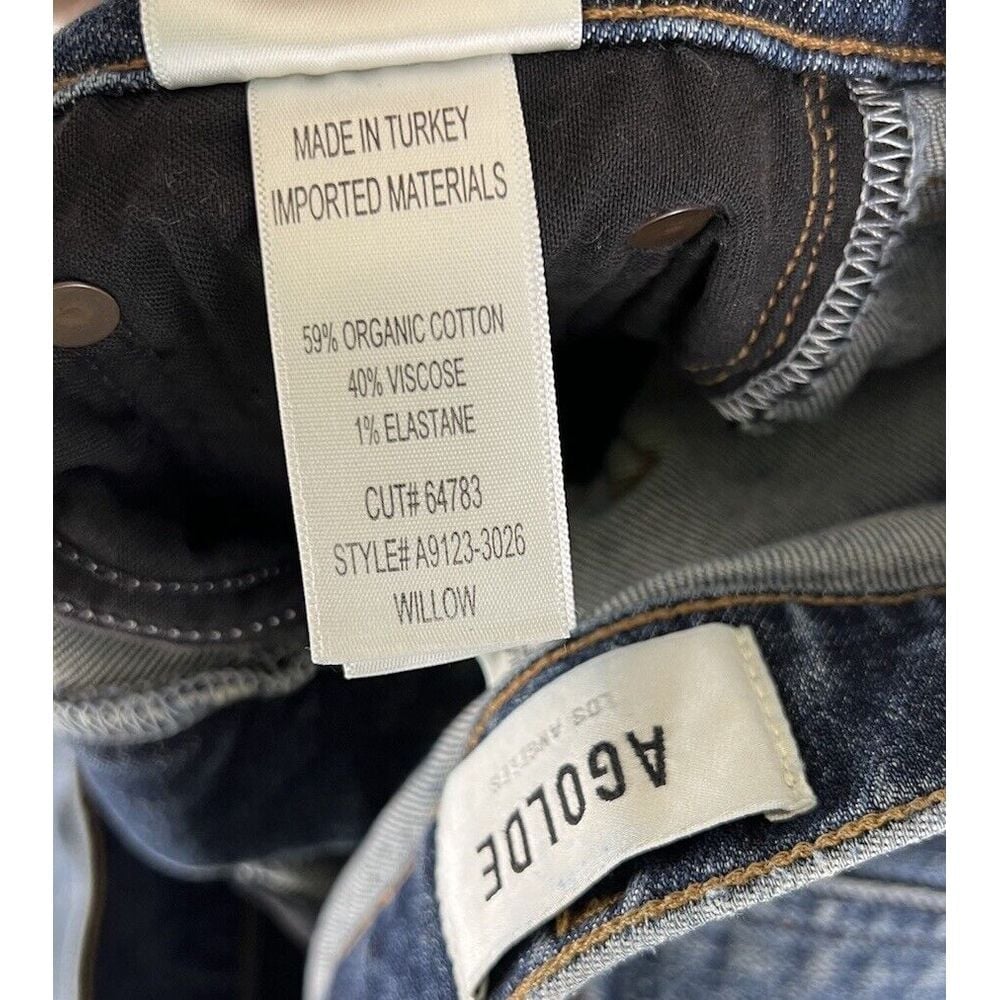 MADE IN TURKEY
IMPORTED MATERIALS
59% ORGANIC COTTON
40% VISCOSE
1% ELASTANE
CUT# 64783
STYLE# A9123-3026
WILLOW
AGOLDE
LOS ANGELES